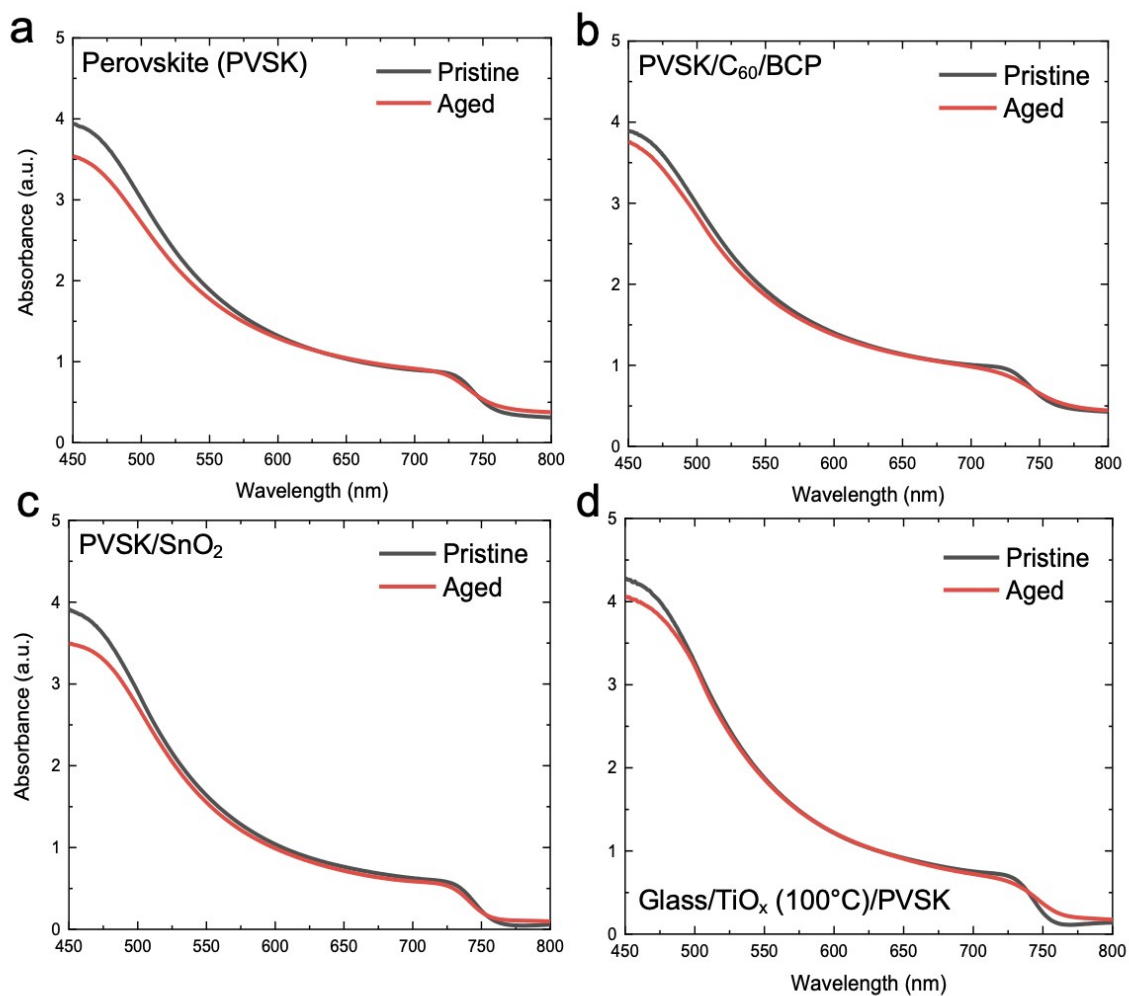 a
Perovskite (PVSK)
Pristine
Aged
5
4
3
2
1
0
450 500 550 600 650 700 750 800
Absorbance (a.u.)
Wavelength (nm)
b
PVSK/C₆₀/BCP
Pristine
Aged
5
4
3
2
1
0
450 500 550 600 650 700 750 800
Wavelength (nm)
c
PVSK/SnO₂
Pristine
Aged
5
4
3
2
1
0
450 500 550 600 650 700 750 800
Absorbance (a.u.)
d
Pristine
Aged
Glass/TiOₓ (100°C)/PVSK
5
4
3
2
1
0
450 500 550 600 650 700 750 800
Wavelength (nm)